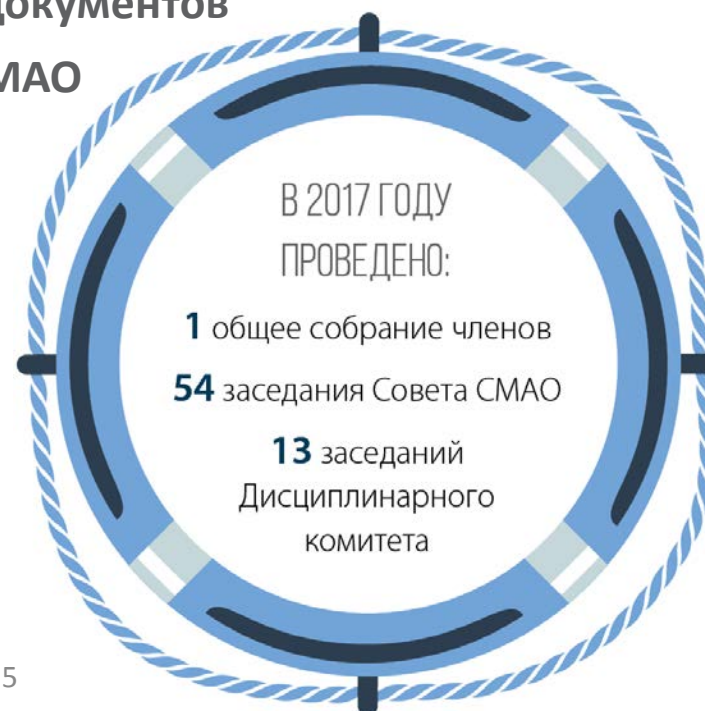 документов
МАО
В 2017 ГОДУ
ПРОВЕДЕНО:
1 общее собрание членов
54 заседания Совета СМАО
13 заседаний
Дисциплинарного
комитета
5